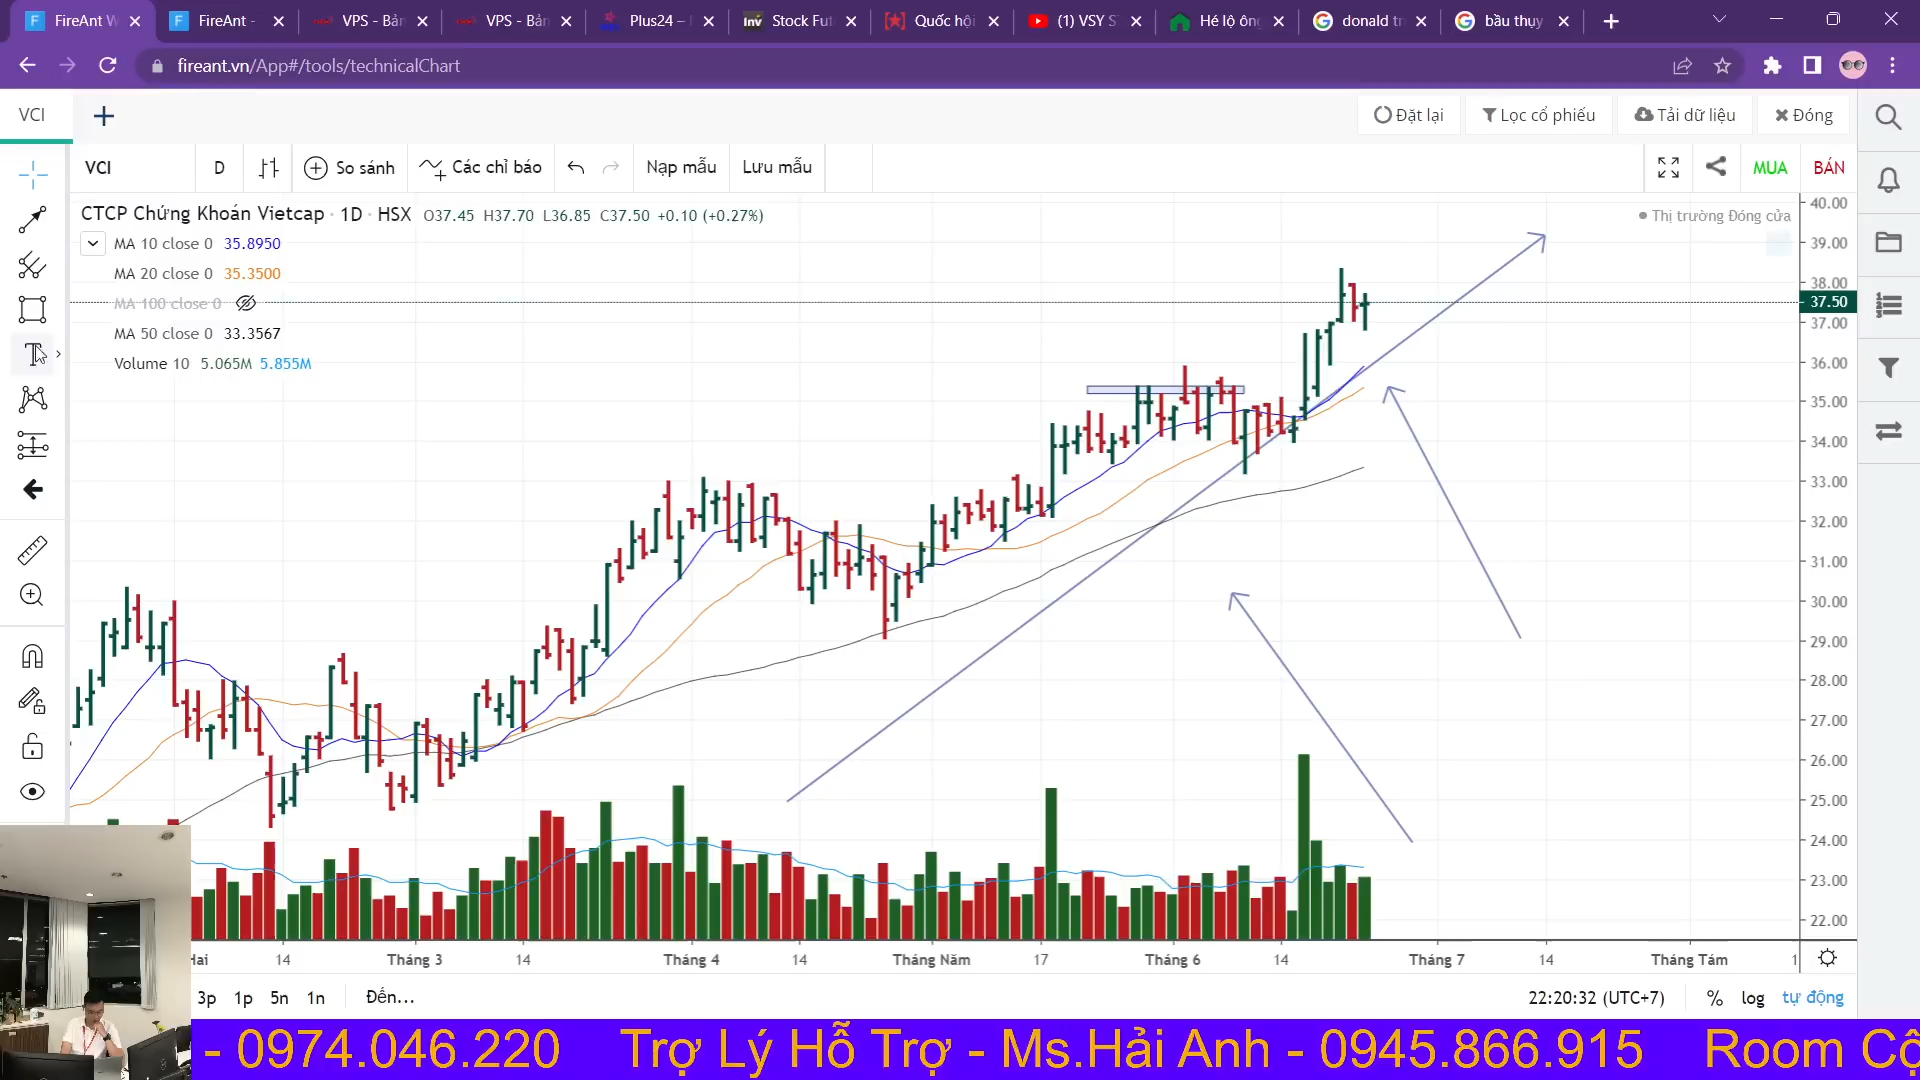 FireAnt W
FireAnt -
VPS - Bản
VPS - Bản
Plus24 –
Stock Fut
Quốc hội
(1) VSY S
Hé lộ ông
donald tr
bầu thụy
fireant.vn/App#/tools/technicalChart
VCI
Đặt lại
Lọc cổ phiếu
Tải dữ liệu
Đóng
VCI
D
So sánh
Các chỉ báo
Nạp mẫu
Lưu mẫu
MUA
BÁN
CTCP Chứng Khoán Vietcap · 1D · HSX O37.45 H37.70 L36.85 C37.50 +0.10 (+0.27%)
Thị trường Đóng cửa
MA 10 close 0 35.8950
MA 20 close 0 35.3500
MA 100 close 0
MA 50 close 0 33.3567
Volume 10 5.065M 5.855M
40.00
39.00
38.00
37.50
37.00
36.00
35.00
34.00
33.00
32.00
31.00
30.00
29.00
28.00
27.00
26.00
25.00
24.00
23.00
22.00
Hai 14 Tháng 3 14 Tháng 4 14 Tháng Năm 17 Tháng 6 14 Tháng 7 14 Tháng Tám 1
3p 1p 5n 1n Đến...
22:20:32 (UTC+7) % log tự động
- 0974.046.220 Trợ Lý Hỗ Trợ - Ms.Hải Anh - 0945.866.915 Room Cộ